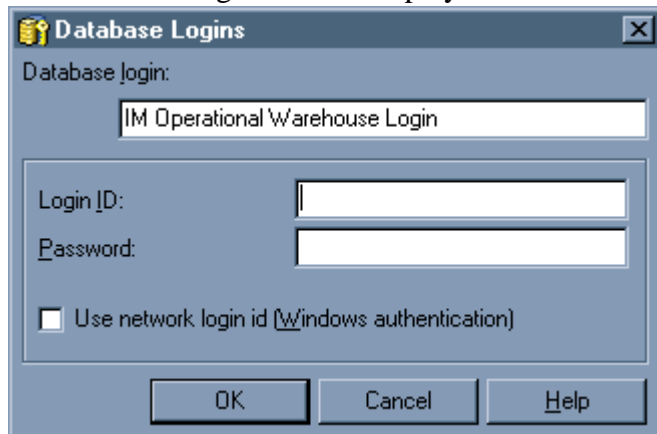 Database Logins
Database login:
IM Operational Warehouse Login
Login ID:
Password:
Use network login id (Windows authentication)
OK Cancel Help